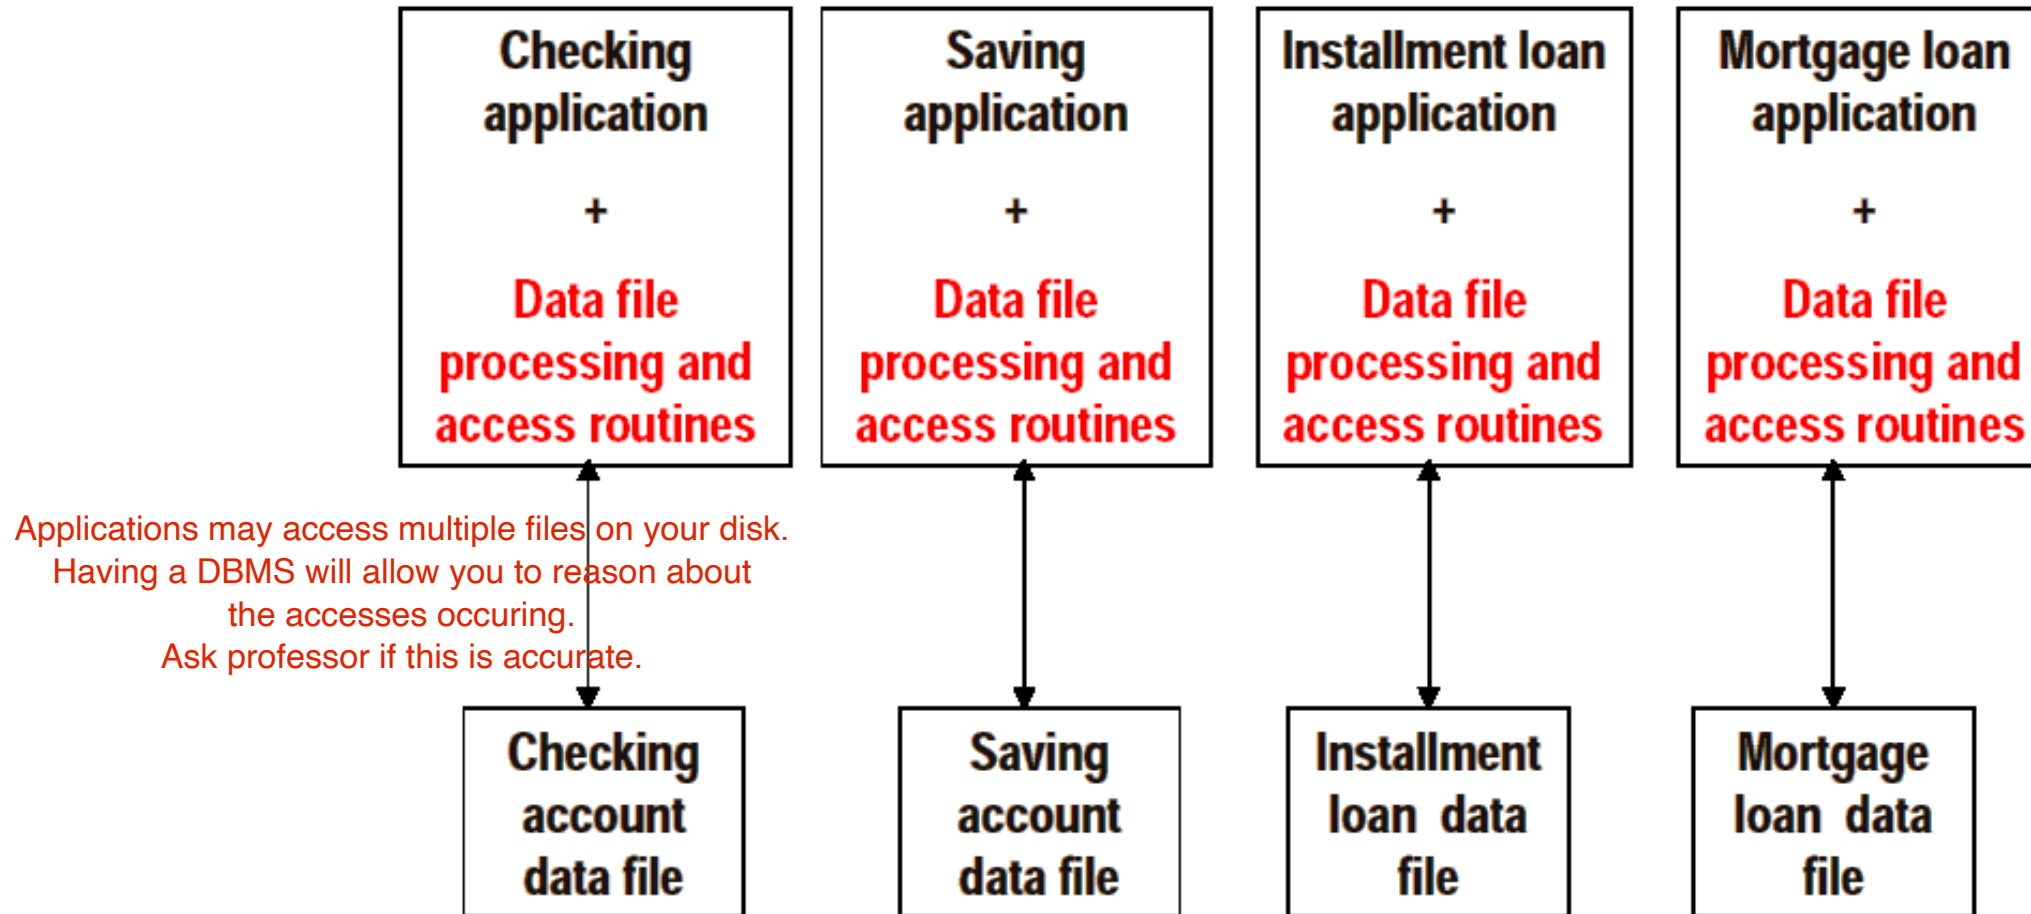 Checking
application
+
Data file
processing and
access routines
Saving
application
+
Data file
processing and
access routines
Installment loan
application
+
Data file
processing and
access routines
Mortgage loan
application
+
Data file
processing and
access routines
Applications may access multiple files on your disk.
Having a DBMS will allow you to reason about
the accesses occuring.
Ask professor if this is accurate.
Checking
account
data file
Saving
account
data file
Installment
loan data
file
Mortgage
loan data
file